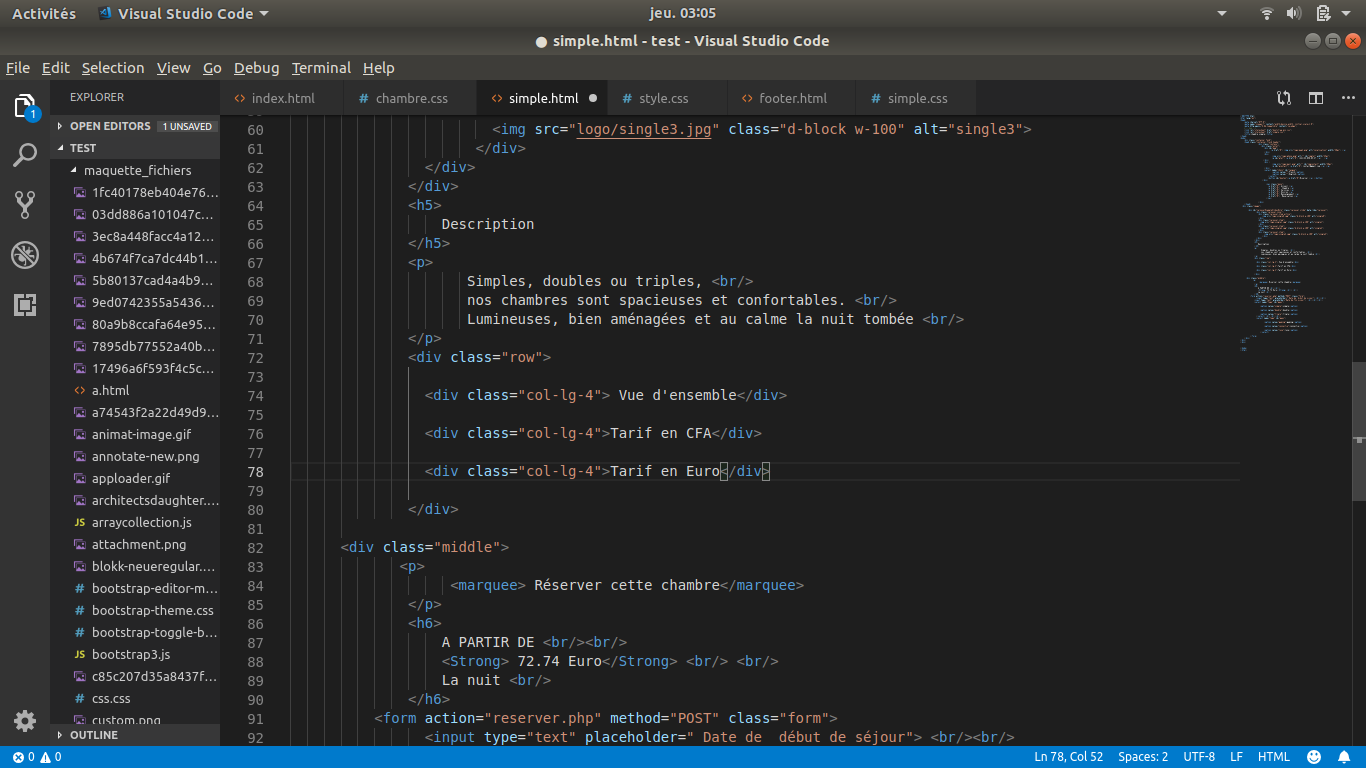 Activités Visual Studio Code jeu. 03:05
● simple.html - test - Visual Studio Code
File Edit Selection View Go Debug Terminal Help
1
EXPLORER
OPEN EDITORS 1 UNSAVED
TEST
maquette_fichiers
1fc40178eb404e76...
03dd886a101047c...
3ec8a448facc4a12...
4b674f7ca7dc44b1...
5b80137cad4a4b9...
9ed0742355a5436...
80a9b8ccafa64e95...
7895db77552a40b...
17496a6f593f4c5c...
<> a.html
a74543f2a22d49d9...
animat-image.gif
annotate-new.png
apploader.gif
architectsdaughter....
JS arraycollection.js
attachment.png
blokk-neueregular....
# bootstrap-editor-m...
# bootstrap-theme.css
# bootstrap-toggle-b...
JS bootstrap3.js
c85c207d35a8437f...
# css.css
custom.png
OUTLINE
<> index.html # chambre.css <> simple.html ● # style.css <> footer.html # simple.css
60 <img src="logo/single3.jpg" class="d-block w-100" alt="single3">
61 </div>
62 </div>
63 </div>
64 <h5>
65 Description
66 </h5>
67 <p>
68 Simples, doubles ou triples, <br/>
69 nos chambres sont spacieuses et confortables. <br/>
70 Lumineuses, bien aménagées et au calme la nuit tombée <br/>
71 </p>
72 <div class="row">
73
74 <div class="col-lg-4"> Vue d'ensemble</div>
75
76 <div class="col-lg-4">Tarif en CFA</div>
77
78 <div class="col-lg-4">Tarif en Euro</div>
79
80 </div>
81
82 <div class="middle">
83 <p>
84 <marquee> Réserver cette chambre</marquee>
85 </p>
86 <h6>
87 A PARTIR DE <br/><br/>
88 <Strong> 72.74 Euro</Strong> <br/> <br/>
89 La nuit <br/>
90 </h6>
91 <form action="reserver.php" method="POST" class="form">
92 <input type="text" placeholder=" Date de  début de séjour"> <br/><br/>
0 0 Ln 78, Col 52 Spaces: 2 UTF-8 LF HTML